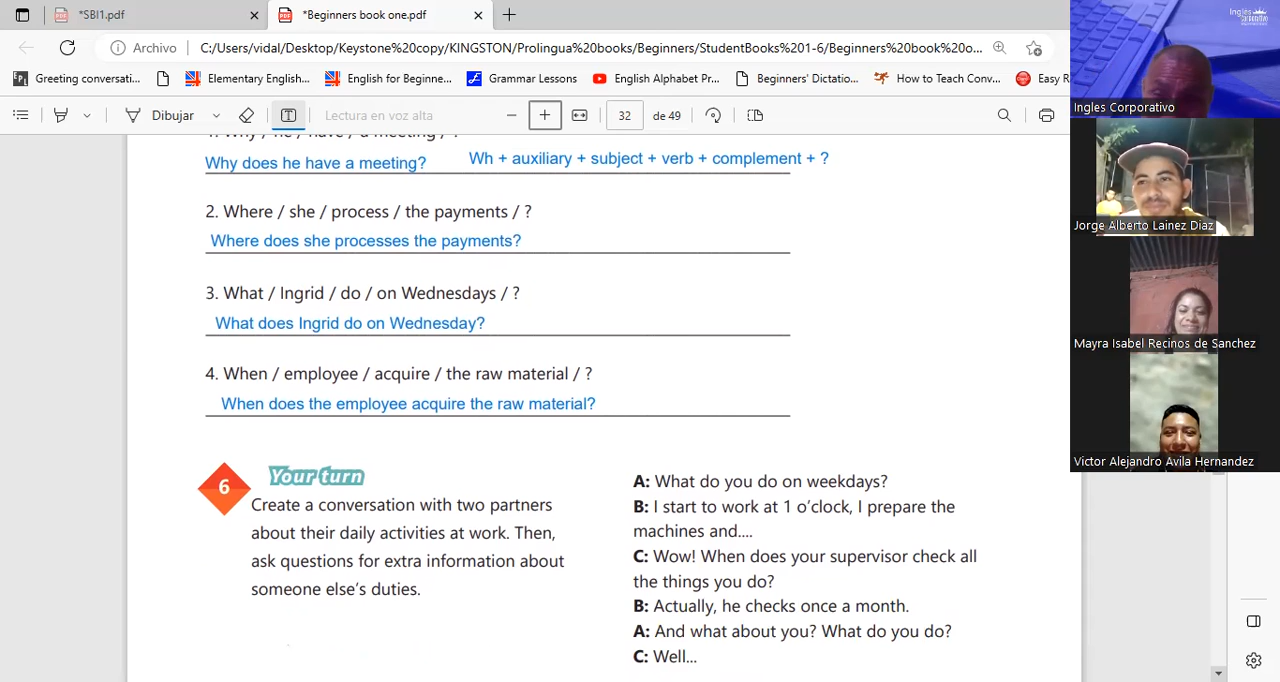 *SBI1.pdf
*Beginners book one.pdf
Archivo
C:/Users/vidal/Desktop/Keystone%20copy/KINGSTON/Prolingua%20books/Beginners/StudentBooks%201-6/Beginners%20book%20o...
Greeting conversati...
Elementary English...
English for Beginne...
Grammar Lessons
English Alphabet Pr...
Beginners' Dictatio...
How to Teach Conv...
Easy R
Dibujar
Lectura en voz alta
32
de 49
1. Why / he / have / a meeting / ?
Why does he have a meeting?
Wh + auxiliary + subject + verb + complement + ?
2. Where / she / process / the payments / ?
Where does she processes the payments?
3. What / Ingrid / do / on Wednesdays / ?
What does Ingrid do on Wednesday?
4. When / employee / acquire / the raw material / ?
When does the employee acquire the raw material?
6
Your turn
Create a conversation with two partners
about their daily activities at work. Then,
ask questions for extra information about
someone else's duties.
A: What do you do on weekdays?
B: I start to work at 1 o'clock, I prepare the
machines and....
C: Wow! When does your supervisor check all
the things you do?
B: Actually, he checks once a month.
A: And what about you? What do you do?
C: Well...
Ingles
Ingles Corporativo
Jorge Alberto Lainez Diaz
Mayra Isabel Recinos de Sanchez
Victor Alejandro Avila Hernandez